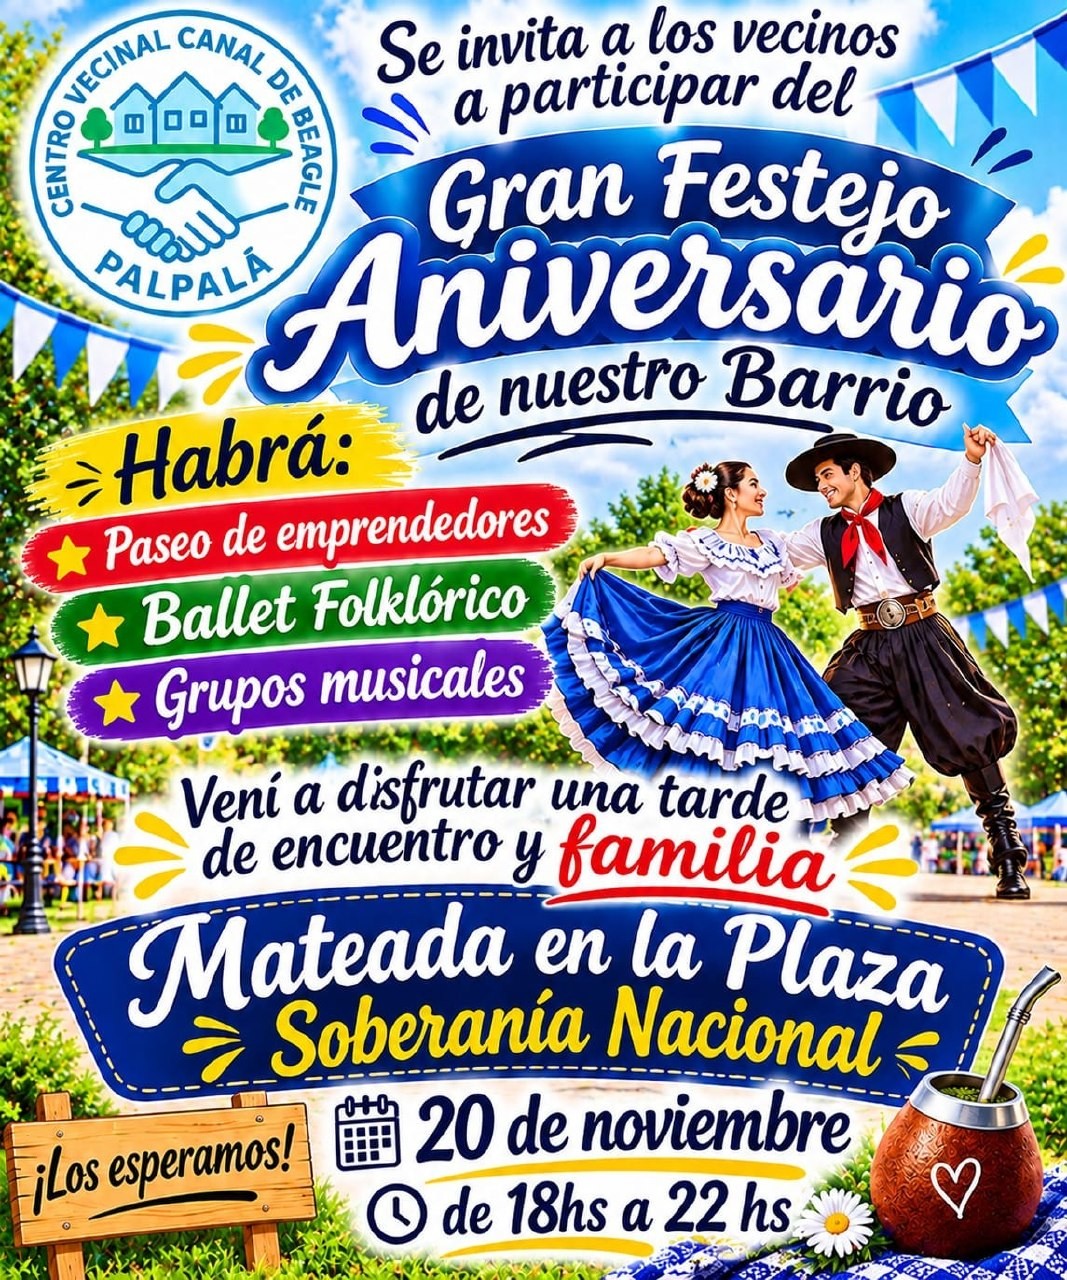 CENTRO VECINAL CANAL DE BEAGLE
PALPALÁ
Se invita a los vecinos
a participar del
Gran Festejo
Aniversario
de nuestro Barrio
Habrá:
Paseo de emprendedores
Ballet Folklórico
Grupos musicales
Vení a disfrutar una tarde
de encuentro y familia
Mateada en la Plaza
Soberanía Nacional
¡Los esperamos!
20 de noviembre
de 18hs a 22 hs